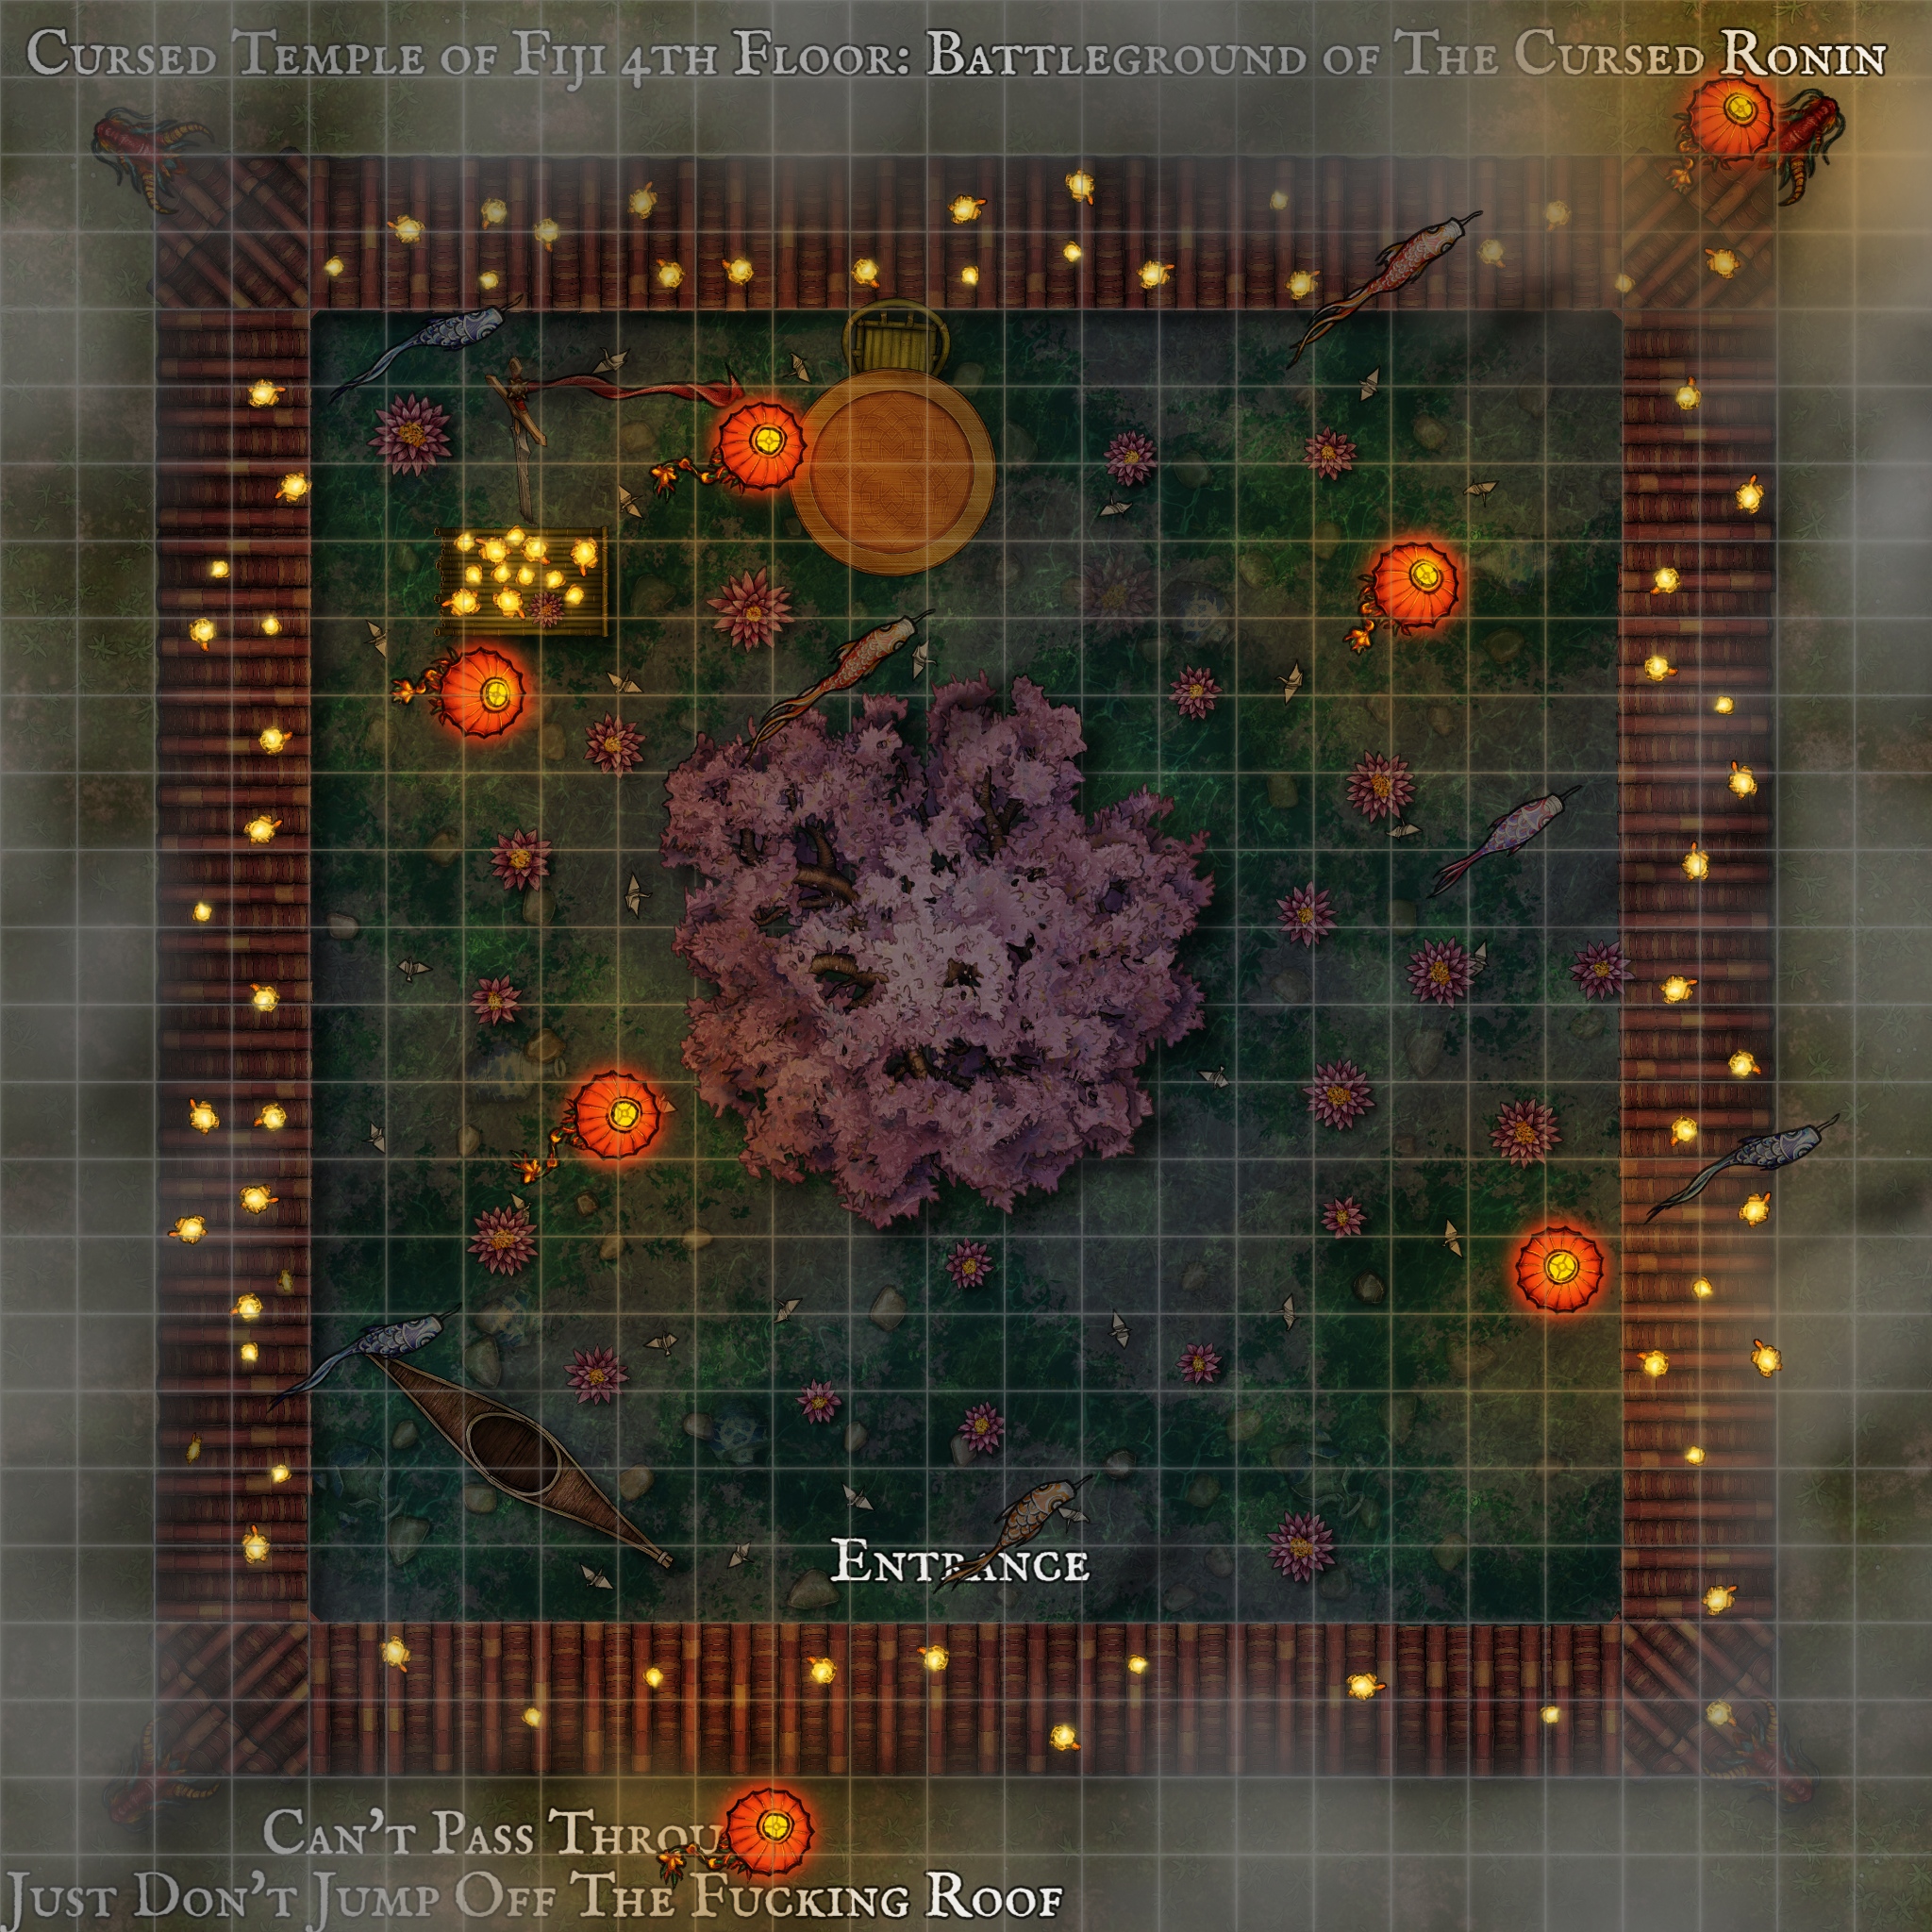 Cursed Temple of Fiji 4th Floor: Battleground of The Cursed Ronin
Entrance
Can't Pass Throu
Just Don't Jump Off The Fucking Roof